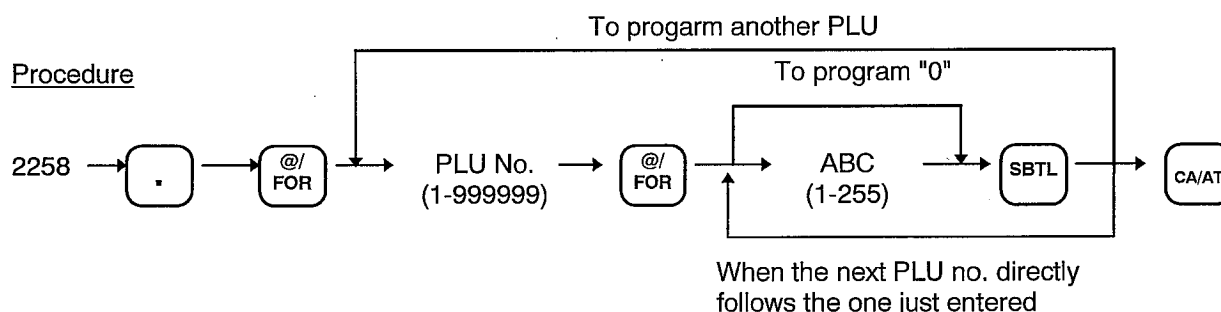 To progarm another PLU
Procedure
To program "0"
2258
.
@/
FOR
PLU No.
(1-999999)
@/
FOR
ABC
(1-255)
SBTL
CA/AT
When the next PLU no. directly
follows the one just entered